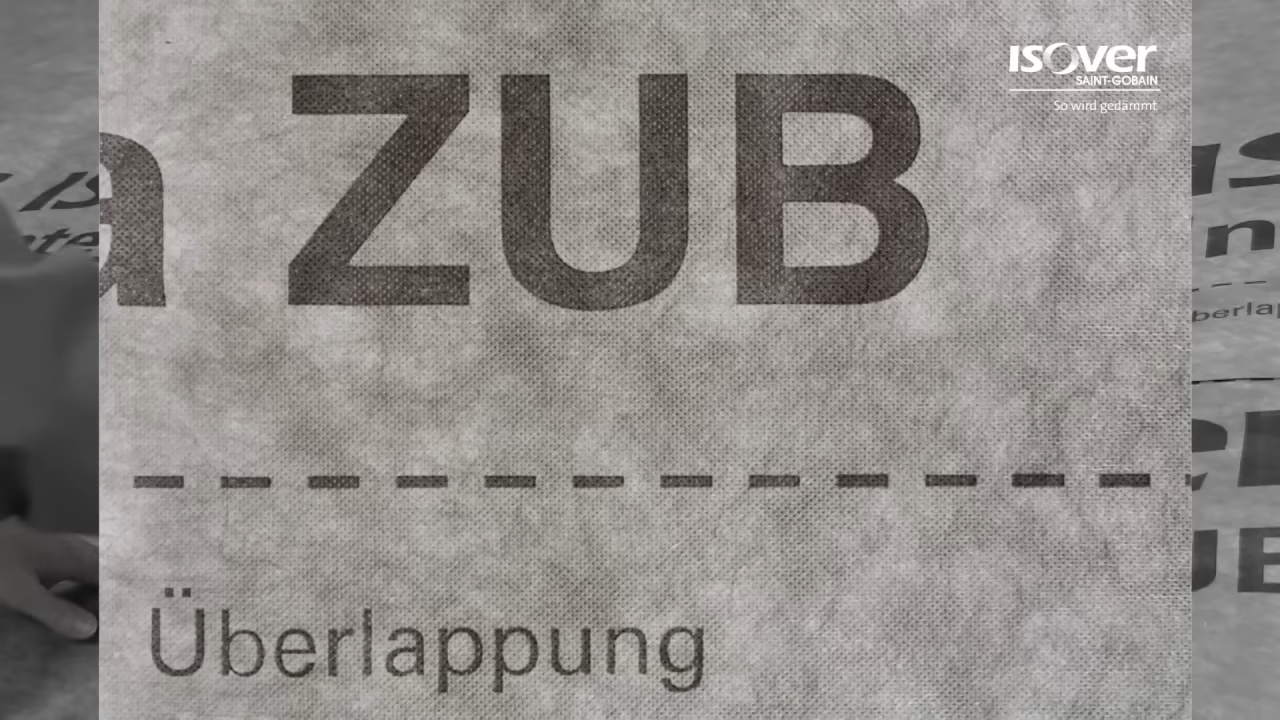 ISOVER
SAINT-GOBAIN
So wird gedämmt
a ZUB
Überlappung